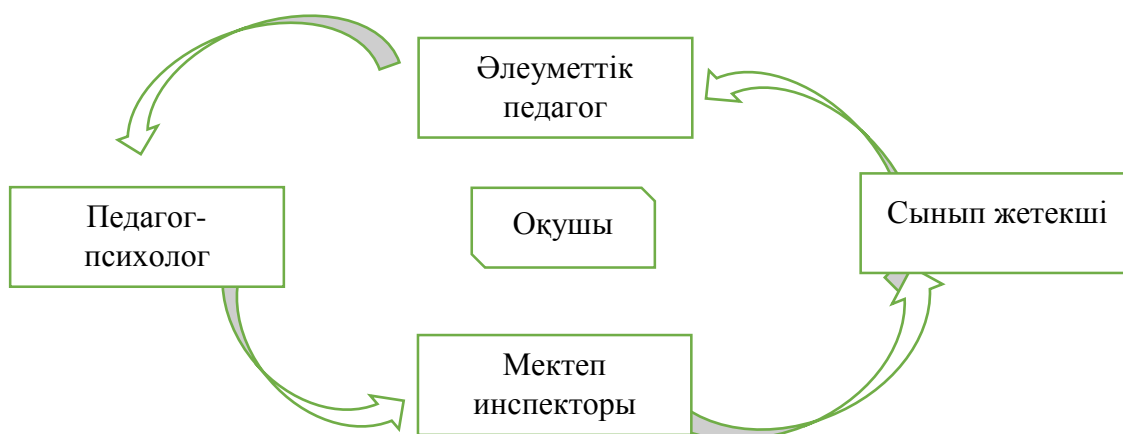 Әлеуметтік
педагог
Педагог-
психолог
Оқушы
Сынып жетекші
Мектеп
инспекторы